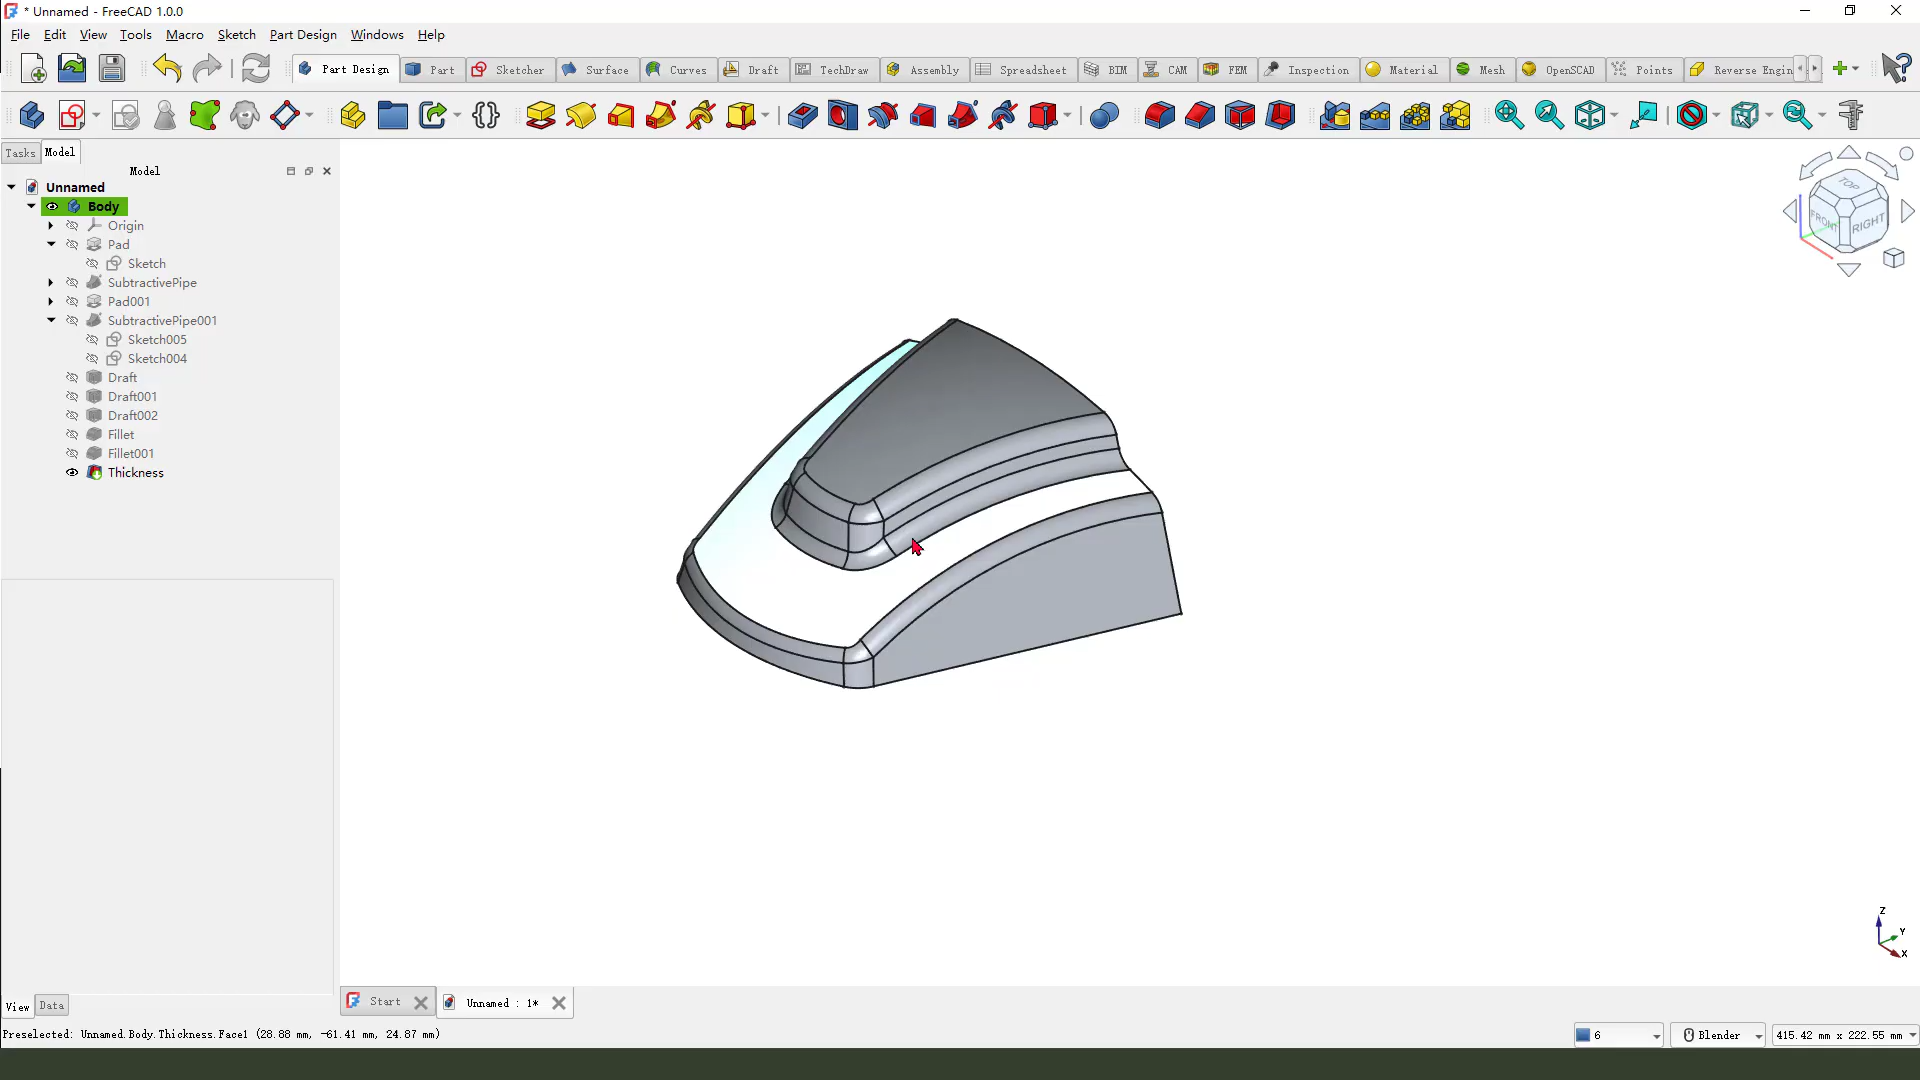 * Unnamed - FreeCAD 1.0.0
File Edit View Tools Macro Sketch Part Design Windows Help
Part Design Part Sketcher Surface Curves Draft TechDraw Assembly Spreadsheet BIM CAM FEM Inspection Material Mesh OpenSCAD Points Reverse Engin
Tasks Model
Model
Unnamed
Body
Origin
Pad
Sketch
SubtractivePipe
Pad001
SubtractivePipe001
Sketch005
Sketch004
Draft
Draft001
Draft002
Fillet
Fillet001
Thickness
TOP
FRONT RIGHT
Z
Y
X
View Data
Start Unnamed : 1*
Preselected: Unnamed.Body.Thickness.Face1 (28.88 mm, -61.41 mm, 24.87 mm)
6 Blender 415.42 mm x 222.55 mm